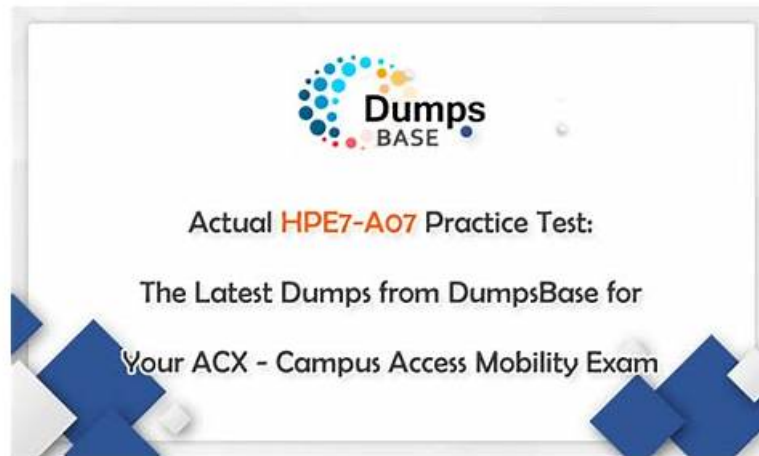 Dumps
BASE
Actual HPE7-A07 Practice Test:
The Latest Dumps from DumpsBase for
Your ACX - Campus Access Mobility Exam